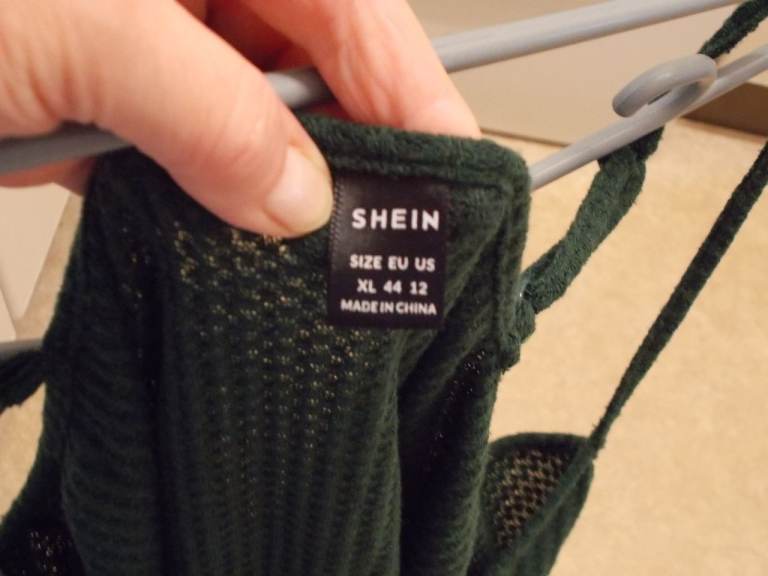 SHEIN
SIZE EU US
XL 44 12
MADE IN CHINA